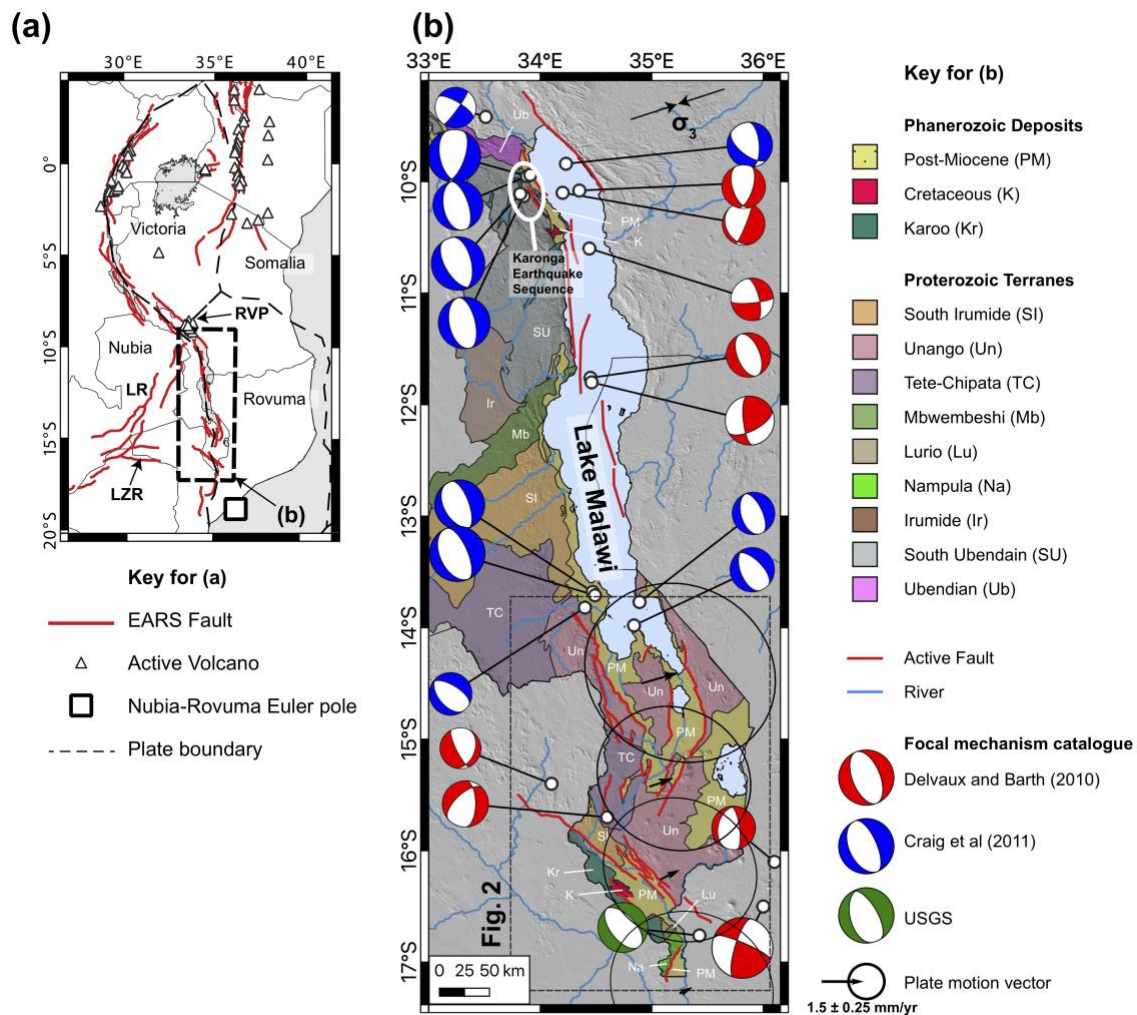 (a)
30°E 35°E 40°E
0°
5°S
10°S
15°S
20°S
Victoria
Somalia
RVP
Nubia
LR
Rovuma
LZR
(b)
Key for (a)
EARS Fault
Active Volcano
Nubia-Rovuma Euler pole
Plate boundary
(b)
33°E 34°E 35°E 36°E
10°S
11°S
12°S
13°S
14°S
15°S
16°S
17°S
Ub
σ3
PM
K
Karonga
Earthquake
Sequence
SU
Ir
Mb
Lake Malawi
SI
TC
Un
PM
Un
Un
PM
TC
PM
Un
SI
Kr
K
PM
Lu
Fig. 2
Na
PM
0 25 50 km
Key for (b)
Phanerozoic Deposits
Post-Miocene (PM)
Cretaceous (K)
Karoo (Kr)
Proterozoic Terranes
South Irumide (SI)
Unango (Un)
Tete-Chipata (TC)
Mbwembeshi (Mb)
Lurio (Lu)
Nampula (Na)
Irumide (Ir)
South Ubendain (SU)
Ubendian (Ub)
Active Fault
River
Focal mechanism catalogue
Delvaux and Barth (2010)
Craig et al (2011)
USGS
Plate motion vector
1.5 ± 0.25 mm/yr